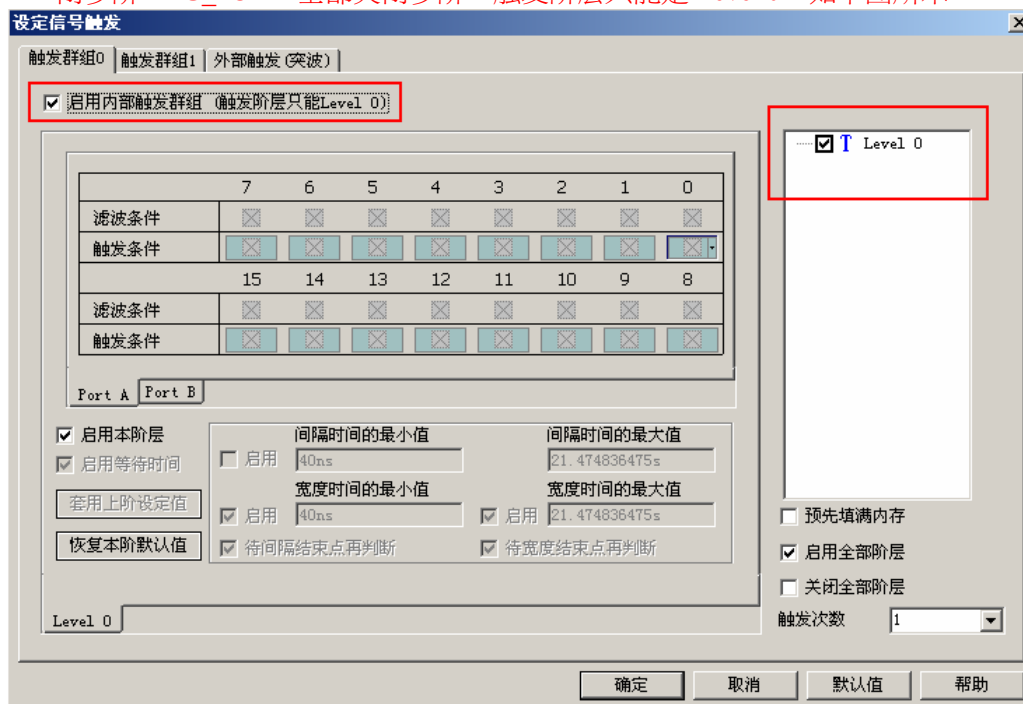 设定信号触发
触发群组0 触发群组1 外部触发(突波)
启用内部触发群组 (触发阶层只能Level 0)
Level 0
7 6 5 4 3 2 1 0
滤波条件
触发条件
15 14 13 12 11 10 9 8
滤波条件
触发条件
Port A Port B
启用本阶层
启用等待时间
套用上阶设定值
恢复本阶默认值
间隔时间的最小值 间隔时间的最大值
启用 40ns 21.474836475s
宽度时间的最小值 宽度时间的最大值
启用 40ns 启用 21.474836475s
待间隔结束点再判断 待宽度结束点再判断
预先填满内存
启用全部阶层
关闭全部阶层
触发次数 1
Level 0
确定 取消 默认值 帮助